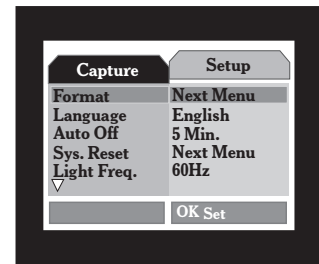 Capture Setup
Format Next Menu
Language English
Auto Off 5 Min.
Sys. Reset Next Menu
Light Freq. 60Hz
OK Set